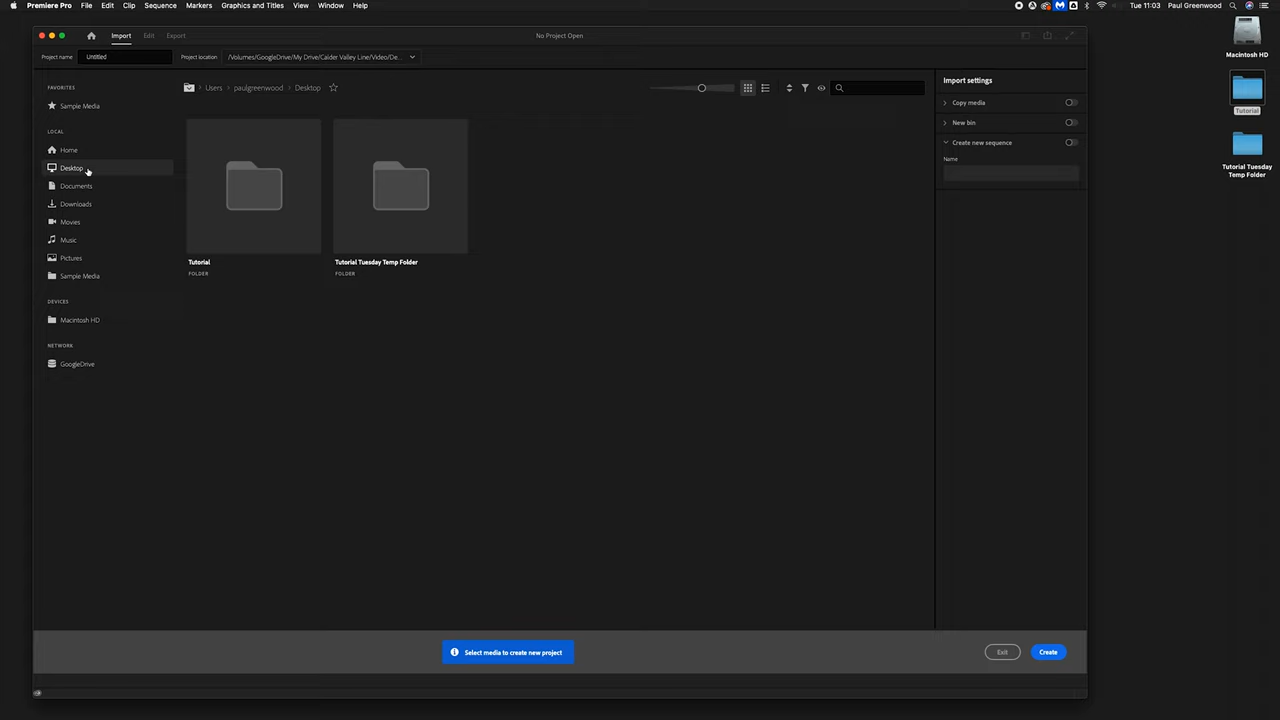 Premiere Pro File Edit Clip Sequence Markers Graphics and Titles View Window Help Tue 11:03 Paul Greenwood
Import Edit Export No Project Open
Project name Untitled Project location /Volumes/GoogleDrive/My Drive/Calder Valley Line/Video/De...
FAVORITES
Sample Media
LOCAL
Home
Desktop
Documents
Downloads
Movies
Music
Pictures
Sample Media
DEVICES
Macintosh HD
NETWORK
GoogleDrive
Users > paulgreenwood > Desktop
Tutorial
FOLDER
Tutorial Tuesday Temp Folder
FOLDER
Import settings
Copy media
New bin
Create new sequence
Name
Select media to create new project
Exit
Create
Macintosh HD
Tutorial
Tutorial Tuesday
Temp Folder